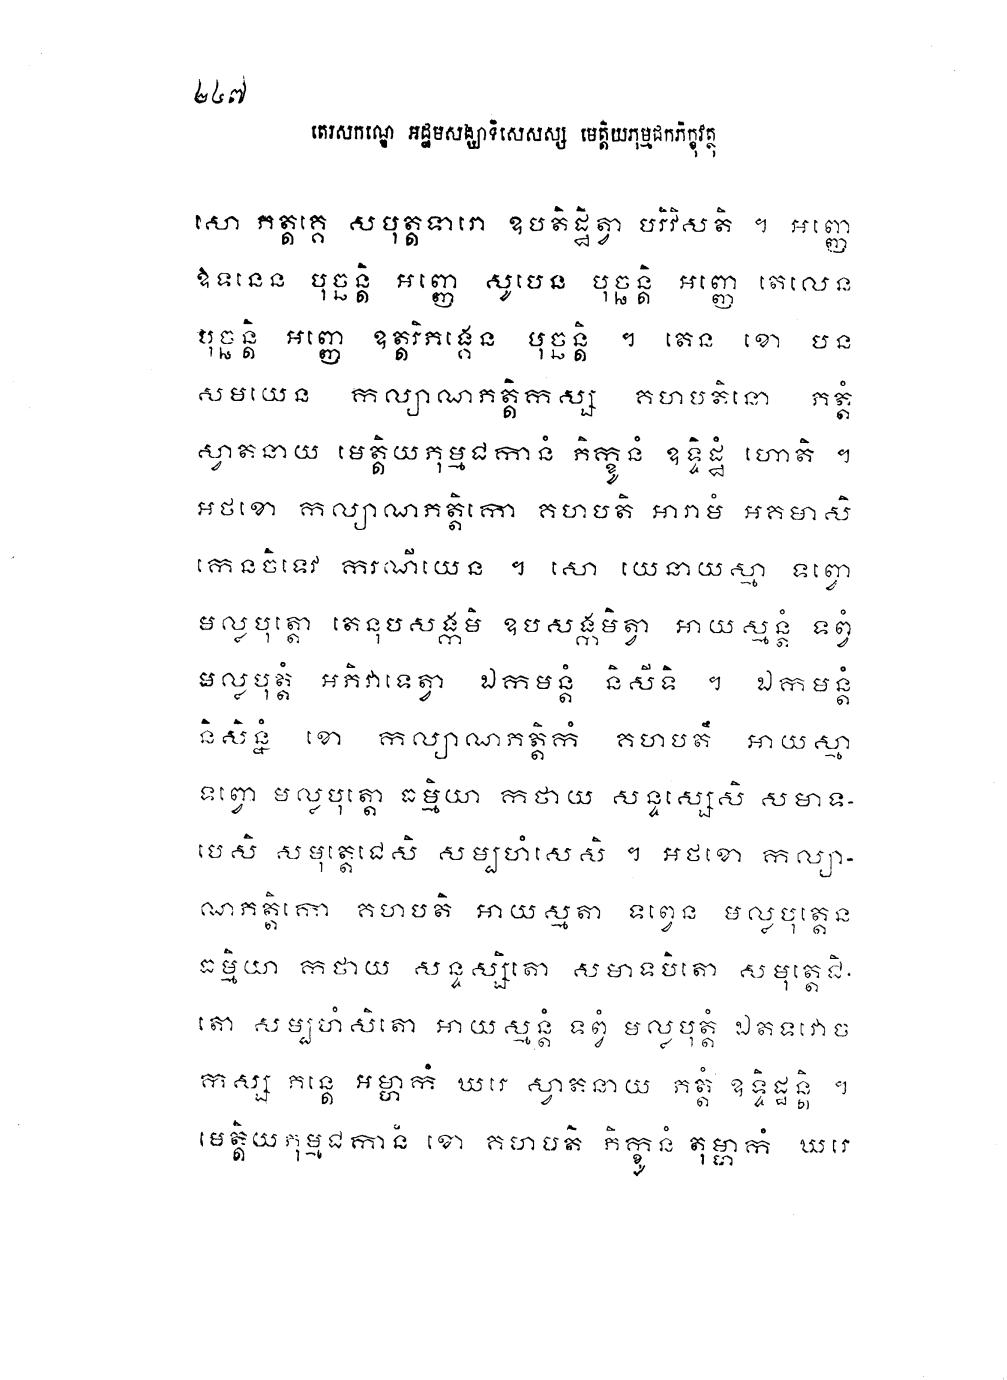 ២៤៧
តេរសកណ្ឌេ អដ្ឋមសង្ឃាទិសេសស្ស មេត្តិយភុម្មជកភិក្ខុវត្ថុ
សោ ភត្តគ្គេ សបុត្តទារោ ឧបតិដ្ឋិត្វា បរិវិសតិ ។ អញ្ញេ
ឱទនេន បុច្ឆន្តិ អញ្ញេ សូបេន បុច្ឆន្តិ អញ្ញេ តេលេន
បុច្ឆន្តិ អញ្ញេ ឧត្តរិភង្គេន បុច្ឆន្តិ ។ តេន ខោ បន
សមយេន កល្យាណភត្តិកស្ស គហបតិនោ ភត្តំ
ស្វាតនាយ មេត្តិយភុម្មជកានំ ភិក្ខូនំ ឧទ្ទិដ្ឋំ ហោតិ ។
អថខោ កល្យាណភត្តិកោ គហបតិ អារាមំ អគមាសិ
កេនចិទេវ ករណីយេន ។ សោ យេនាយស្មា ទព្វោ
មល្លបុត្តោ តេនុបសង្កមិ ឧបសង្កមិត្វា អាយស្មន្តំ ទព្វំ
មល្លបុត្តំ អភិវាទេត្វា ឯកមន្តំ និសីទិ ។ ឯកមន្តំ
និសិន្នំ ខោ កល្យាណភត្តិកំ គហបតឹ អាយស្មា
ទព្វោ មល្លបុត្តោ ធម្មិយា កថាយ សន្ទស្សេសិ សមាទ-
បេសិ សមុត្តេជេសិ សម្បហំសេសិ ។ អថខោ កល្យា-
ណភត្តិកោ គហបតិ អាយស្មតា ទព្វេន មល្លបុត្តេន
ធម្មិយា កថាយ សន្ទស្សិតោ សមាទបិតោ សមុត្តេជិ-
តោ សម្បហំសិតោ អាយស្មន្តំ ទព្វំ មល្លបុត្តំ ឯតទវោច
កស្ស ភន្តេ អម្ហាកំ ឃរេ ស្វាតនាយ ភត្តំ ឧទ្ទិដ្ឋន្តិ ។
មេត្តិយភុម្មជកានំ ខោ គហបតិ ភិក្ខូនំ តុម្ហាកំ ឃរេ